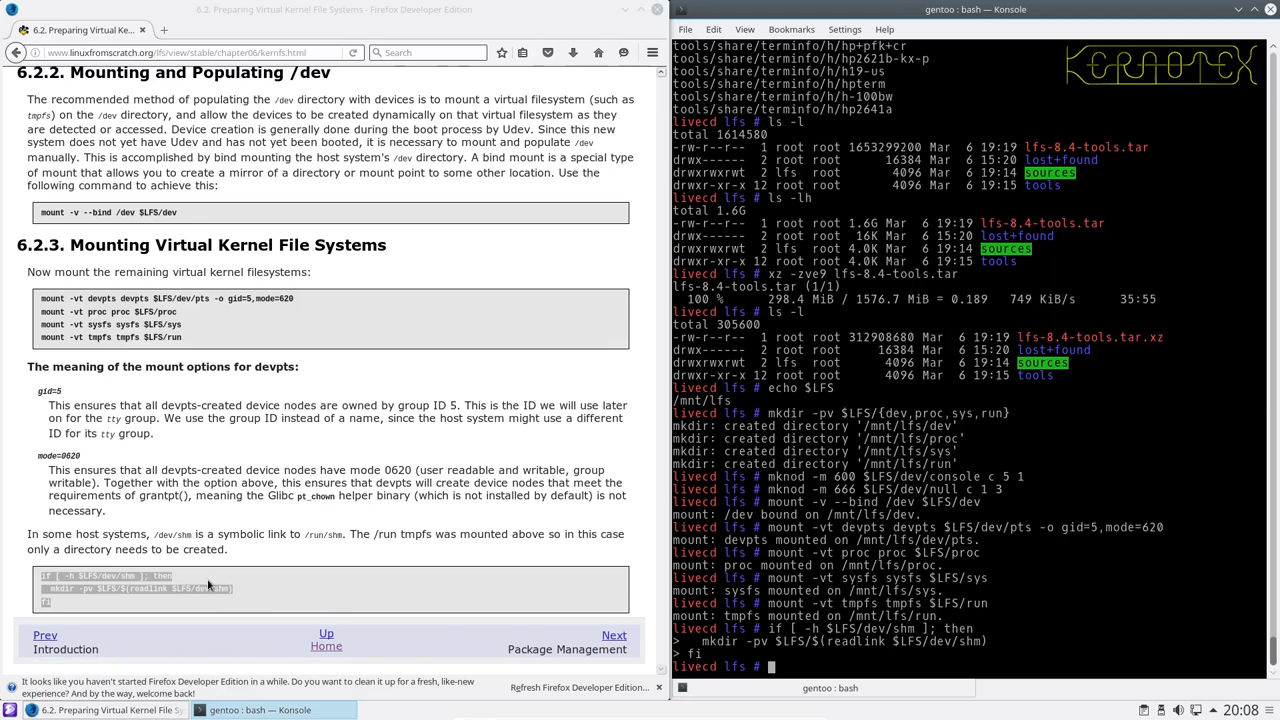 6.2. Preparing Virtual Kernel File Systems - Firefox Developer Edition
6.2. Preparing Virtual Ke...
www.linuxfromscratch.org/lfs/view/stable/chapter06/kernfs.html
Search
6.2.2. Mounting and Populating /dev
The recommended method of populating the /dev directory with devices is to mount a virtual filesystem (such as
tmpfs) on the /dev directory, and allow the devices to be created dynamically on that virtual filesystem as they
are detected or accessed. Device creation is generally done during the boot process by Udev. Since this new
system does not yet have Udev and has not yet been booted, it is necessary to mount and populate /dev
manually. This is accomplished by bind mounting the host system's /dev directory. A bind mount is a special type
of mount that allows you to create a mirror of a directory or mount point to some other location. Use the
following command to achieve this:
mount -v --bind /dev $LFS/dev
6.2.3. Mounting Virtual Kernel File Systems
Now mount the remaining virtual kernel filesystems:
mount -vt devpts devpts $LFS/dev/pts -o gid=5,mode=620
mount -vt proc proc $LFS/proc
mount -vt sysfs sysfs $LFS/sys
mount -vt tmpfs tmpfs $LFS/run
The meaning of the mount options for devpts:
gid=5
This ensures that all devpts-created device nodes are owned by group ID 5. This is the ID we will use later
on for the tty group. We use the group ID instead of a name, since the host system might use a different
ID for its tty group.
mode=0620
This ensures that all devpts-created device nodes have mode 0620 (user readable and writable, group
writable). Together with the option above, this ensures that devpts will create device nodes that meet the
requirements of grantpt(), meaning the Glibc pt_chown helper binary (which is not installed by default) is not
necessary.
In some host systems, /dev/shm is a symbolic link to /run/shm. The /run tmpfs was mounted above so in this case
only a directory needs to be created.
if [ -h $LFS/dev/shm ]; then
  mkdir -pv $LFS/$(readlink $LFS/dev/shm)
fi
Prev Up Next
Introduction Home Package Management
It looks like you haven't started Firefox Developer Edition in a while. Do you want to clean it up for a fresh, like-new
experience? And by the way, welcome back!
Refresh Firefox Developer Edition...
gentoo : bash — Konsole
File Edit View Bookmarks Settings Help
KERNOTEX
tools/share/terminfo/h/hp+pfk+cr
tools/share/terminfo/h/hp2621b-kx-p
tools/share/terminfo/h/h19-us
tools/share/terminfo/h/hpterm
tools/share/terminfo/h/h-100bw
tools/share/terminfo/h/hp2641a
livecd lfs # ls -l
total 1614580
-rw-r--r-- 1 root root 1653299200 Mar 6 19:19 lfs-8.4-tools.tar
drwx------ 2 root root 16384 Mar 6 15:20 lost+found
drwxrwxrwt 2 lfs root 4096 Mar 6 19:14 sources
drwxr-xr-x 12 root root 4096 Mar 6 19:15 tools
livecd lfs # ls -lh
total 1.6G
-rw-r--r-- 1 root root 1.6G Mar 6 19:19 lfs-8.4-tools.tar
drwx------ 2 root root 16K Mar 6 15:20 lost+found
drwxrwxrwt 2 lfs root 4.0K Mar 6 19:14 sources
drwxr-xr-x 12 root root 4.0K Mar 6 19:15 tools
livecd lfs # xz -zve9 lfs-8.4-tools.tar
lfs-8.4-tools.tar (1/1)
100 % 298.4 MiB / 1576.7 MiB = 0.189 749 KiB/s 35:55
livecd lfs # ls -l
total 305600
-rw-r--r-- 1 root root 312908680 Mar 6 19:19 lfs-8.4-tools.tar.xz
drwx------ 2 root root 16384 Mar 6 15:20 lost+found
drwxrwxrwt 2 lfs root 4096 Mar 6 19:14 sources
drwxr-xr-x 12 root root 4096 Mar 6 19:15 tools
livecd lfs # echo $LFS
/mnt/lfs
livecd lfs # mkdir -pv $LFS/{dev,proc,sys,run}
mkdir: created directory '/mnt/lfs/dev'
mkdir: created directory '/mnt/lfs/proc'
mkdir: created directory '/mnt/lfs/sys'
mkdir: created directory '/mnt/lfs/run'
livecd lfs # mknod -m 600 $LFS/dev/console c 5 1
livecd lfs # mknod -m 666 $LFS/dev/null c 1 3
livecd lfs # mount -v --bind /dev $LFS/dev
mount: /dev bound on /mnt/lfs/dev.
livecd lfs # mount -vt devpts devpts $LFS/dev/pts -o gid=5,mode=620
mount: devpts mounted on /mnt/lfs/dev/pts.
livecd lfs # mount -vt proc proc $LFS/proc
mount: proc mounted on /mnt/lfs/proc.
livecd lfs # mount -vt sysfs sysfs $LFS/sys
mount: sysfs mounted on /mnt/lfs/sys.
livecd lfs # mount -vt tmpfs tmpfs $LFS/run
mount: tmpfs mounted on /mnt/lfs/run.
livecd lfs # if [ -h $LFS/dev/shm ]; then
>   mkdir -pv $LFS/$(readlink $LFS/dev/shm)
> fi
livecd lfs #
gentoo : bash
6.2. Preparing Virtual Kernel File Sy
gentoo : bash — Konsole
20:08